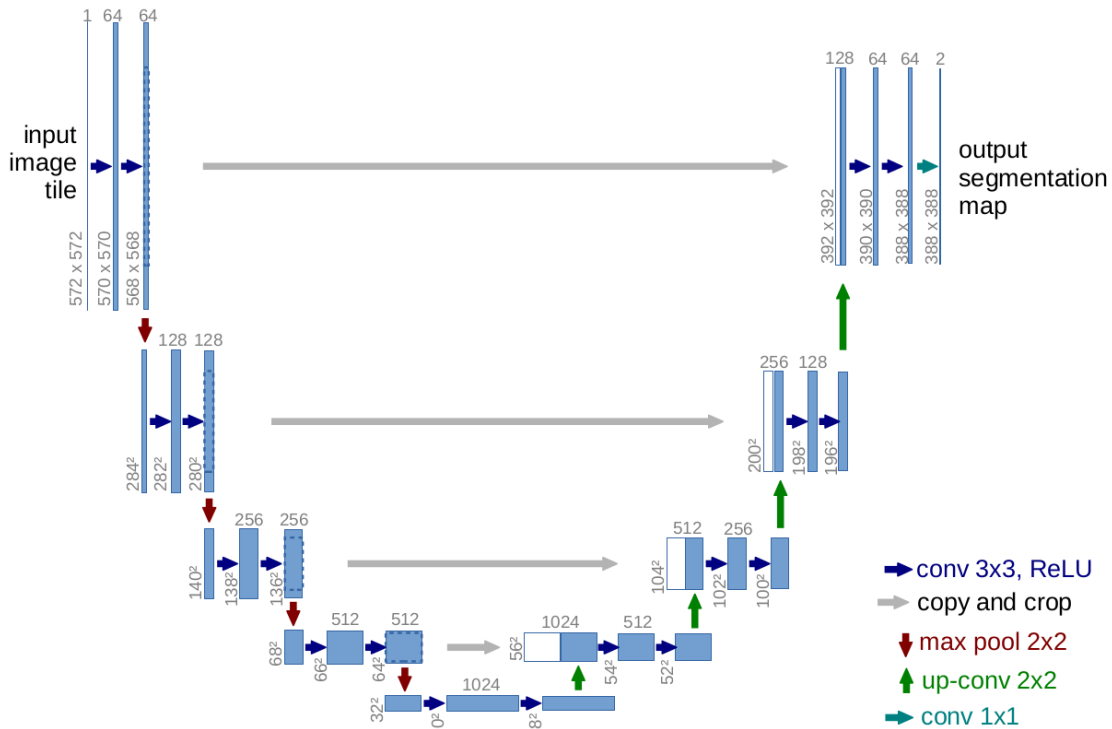 1 64 64
128 64 64 2
input
image
tile
output
segmentation
map
572 x 572
570 x 570
568 x 568
392 x 392
390 x 390
388 x 388
388 x 388
128 128
256 128
284²
282²
280²
200²
198²
196²
256 256
512 256
140²
138²
136²
104²
102²
100²
512 512
1024 512
68²
66²
64²
56²
54²
52²
1024
32²
0²
8²
conv 3x3, ReLU
copy and crop
max pool 2x2
up-conv 2x2
conv 1x1